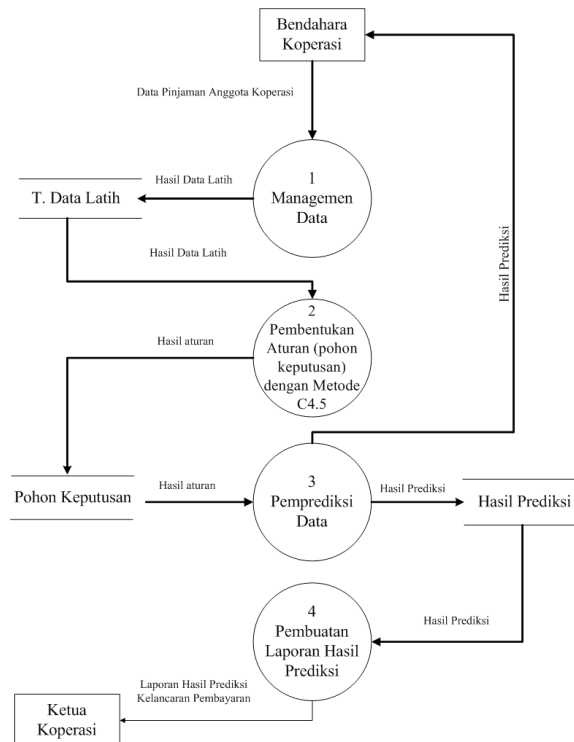 Bendahara
Koperasi
Data Pinjaman Anggota Koperasi
1
Managemen
Data
Hasil Data Latih
T. Data Latih
Hasil Data Latih
Hasil Prediksi
2
Pembentukan
Aturan (pohon
keputusan)
dengan Metode
C4.5
Hasil aturan
Pohon Keputusan
Hasil aturan
3
Pemprediksi
Data
Hasil Prediksi
Hasil Prediksi
Hasil Prediksi
4
Pembuatan
Laporan Hasil
Prediksi
Laporan Hasil Prediksi
Kelancaran Pembayaran
Ketua
Koperasi